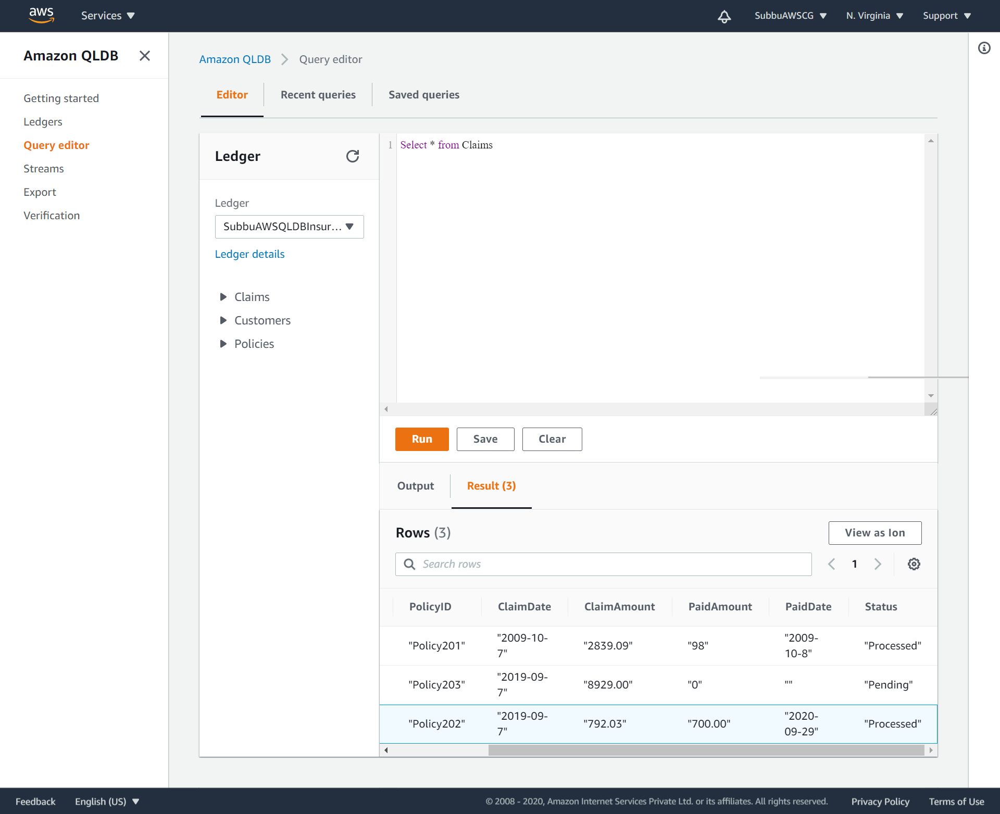 aws
Services
SubbuAWSCG
N. Virginia
Support
Amazon QLDB
Getting started
Ledgers
Query editor
Streams
Export
Verification
Amazon QLDB
Query editor
Editor
Recent queries
Saved queries
Ledger
Ledger
SubbuAWSQLDBInsur...
Ledger details
Claims
Customers
Policies
1 Select * from Claims
Run
Save
Clear
Output
Result (3)
Rows (3)
View as Ion
Search rows
1
PolicyID ClaimDate ClaimAmount PaidAmount PaidDate Status
"Policy201" "2009-10-7" "2839.09" "98" "2009-10-8" "Processed"
"Policy203" "2019-09-7" "8929.00" "0" "" "Pending"
"Policy202" "2019-09-7" "792.03" "700.00" "2020-09-29" "Processed"
Feedback
English (US)
© 2008 - 2020, Amazon Internet Services Private Ltd. or its affiliates. All rights reserved.
Privacy Policy
Terms of Use